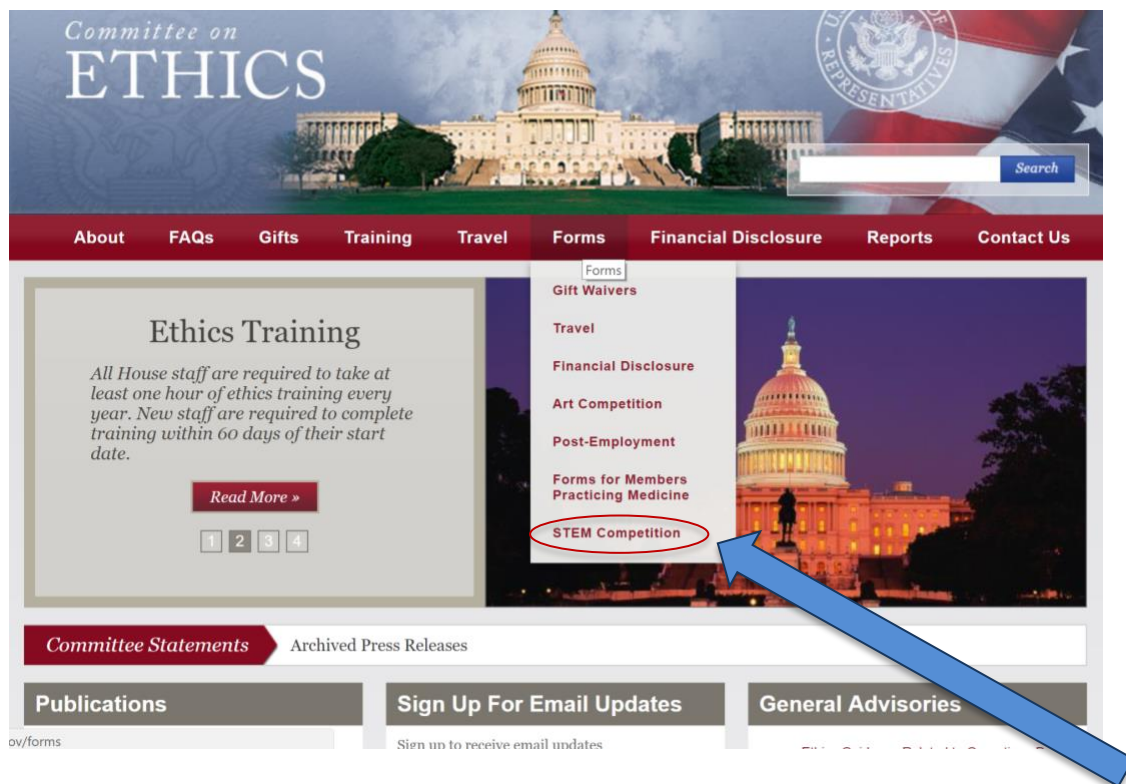 Committee on
ETHICS
U.S. HOUSE OF
REPRESENTATIVES
Search
About FAQs Gifts Training Travel Forms Financial Disclosure Reports Contact Us
Forms
Ethics Training
All House staff are required to take at
least one hour of ethics training every
year. New staff are required to complete
training within 60 days of their start
date.
Read More »
1 2 3 4
Gift Waivers
Travel
Financial Disclosure
Art Competition
Post-Employment
Forms for Members
Practicing Medicine
STEM Competition
Committee Statements Archived Press Releases
Publications
Sign Up For Email Updates
General Advisories
ov/forms
Sign up to receive email updates